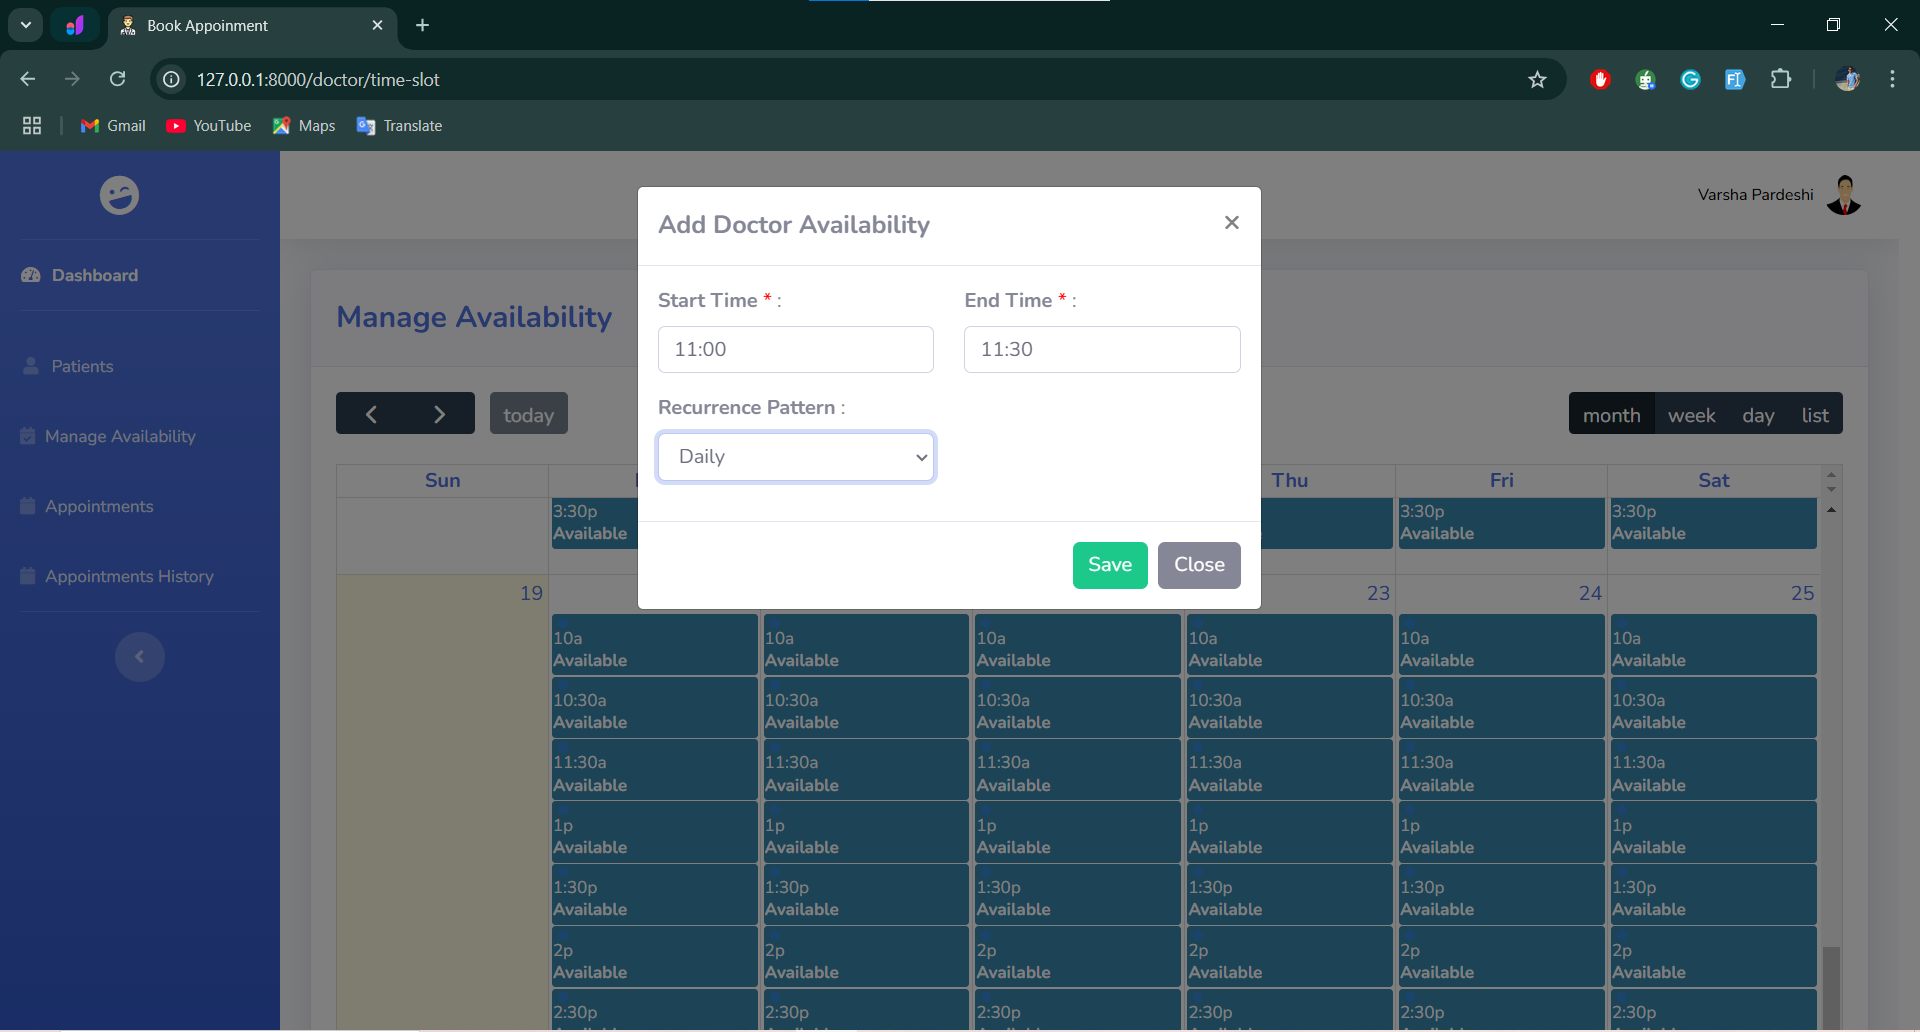 Book Appoinment
127.0.0.1:8000/doctor/time-slot
Gmail YouTube Maps Translate
Varsha Pardeshi
Dashboard
Patients
Manage Availability
Appointments
Appointments History
Manage Availability
today
month week day list
Add Doctor Availability
Start Time * : End Time * :
11:00 11:30
Recurrence Pattern :
Daily
Save Close
Sun Thu Fri Sat
3:30p 3:30p 3:30p
Available Available Available
19 23 24 25
10a 10a 10a 10a 10a 10a
Available Available Available Available Available Available
10:30a 10:30a 10:30a 10:30a 10:30a 10:30a
Available Available Available Available Available Available
11:30a 11:30a 11:30a 11:30a 11:30a 11:30a
Available Available Available Available Available Available
1p 1p 1p 1p 1p 1p
Available Available Available Available Available Available
1:30p 1:30p 1:30p 1:30p 1:30p 1:30p
Available Available Available Available Available Available
2p 2p 2p 2p 2p 2p
Available Available Available Available Available Available
2:30p 2:30p 2:30p 2:30p 2:30p 2:30p